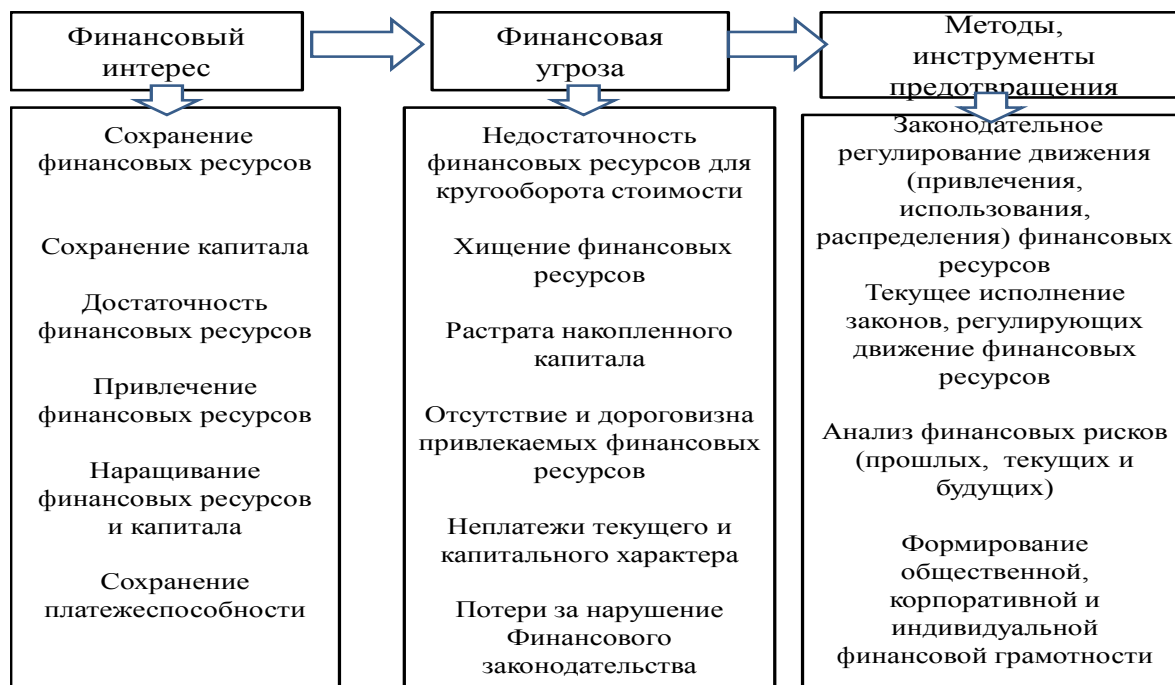 Финансовый
интерес
Финансовая
угроза
Методы,
инструменты
предотвращения
Сохранение
финансовых ресурсов
Сохранение капитала
Достаточность
финансовых ресурсов
Привлечение
финансовых ресурсов
Наращивание
финансовых ресурсов
и капитала
Сохранение
платежеспособности
Недостаточность
финансовых ресурсов для
кругооборота стоимости
Хищение финансовых
ресурсов
Растрата накопленного
капитала
Отсутствие и дороговизна
привлекаемых финансовых
ресурсов
Неплатежи текущего и
капитального характера
Потери за нарушение
Финансового
законодательства
Законодательное
регулирование движения
(привлечения,
использования,
распределения) финансовых
ресурсов
Текущее исполнение
законов, регулирующих
движение финансовых
ресурсов
Анализ финансовых рисков
(прошлых, текущих и
будущих)
Формирование
общественной,
корпоративной и
индивидуальной
финансовой грамотности